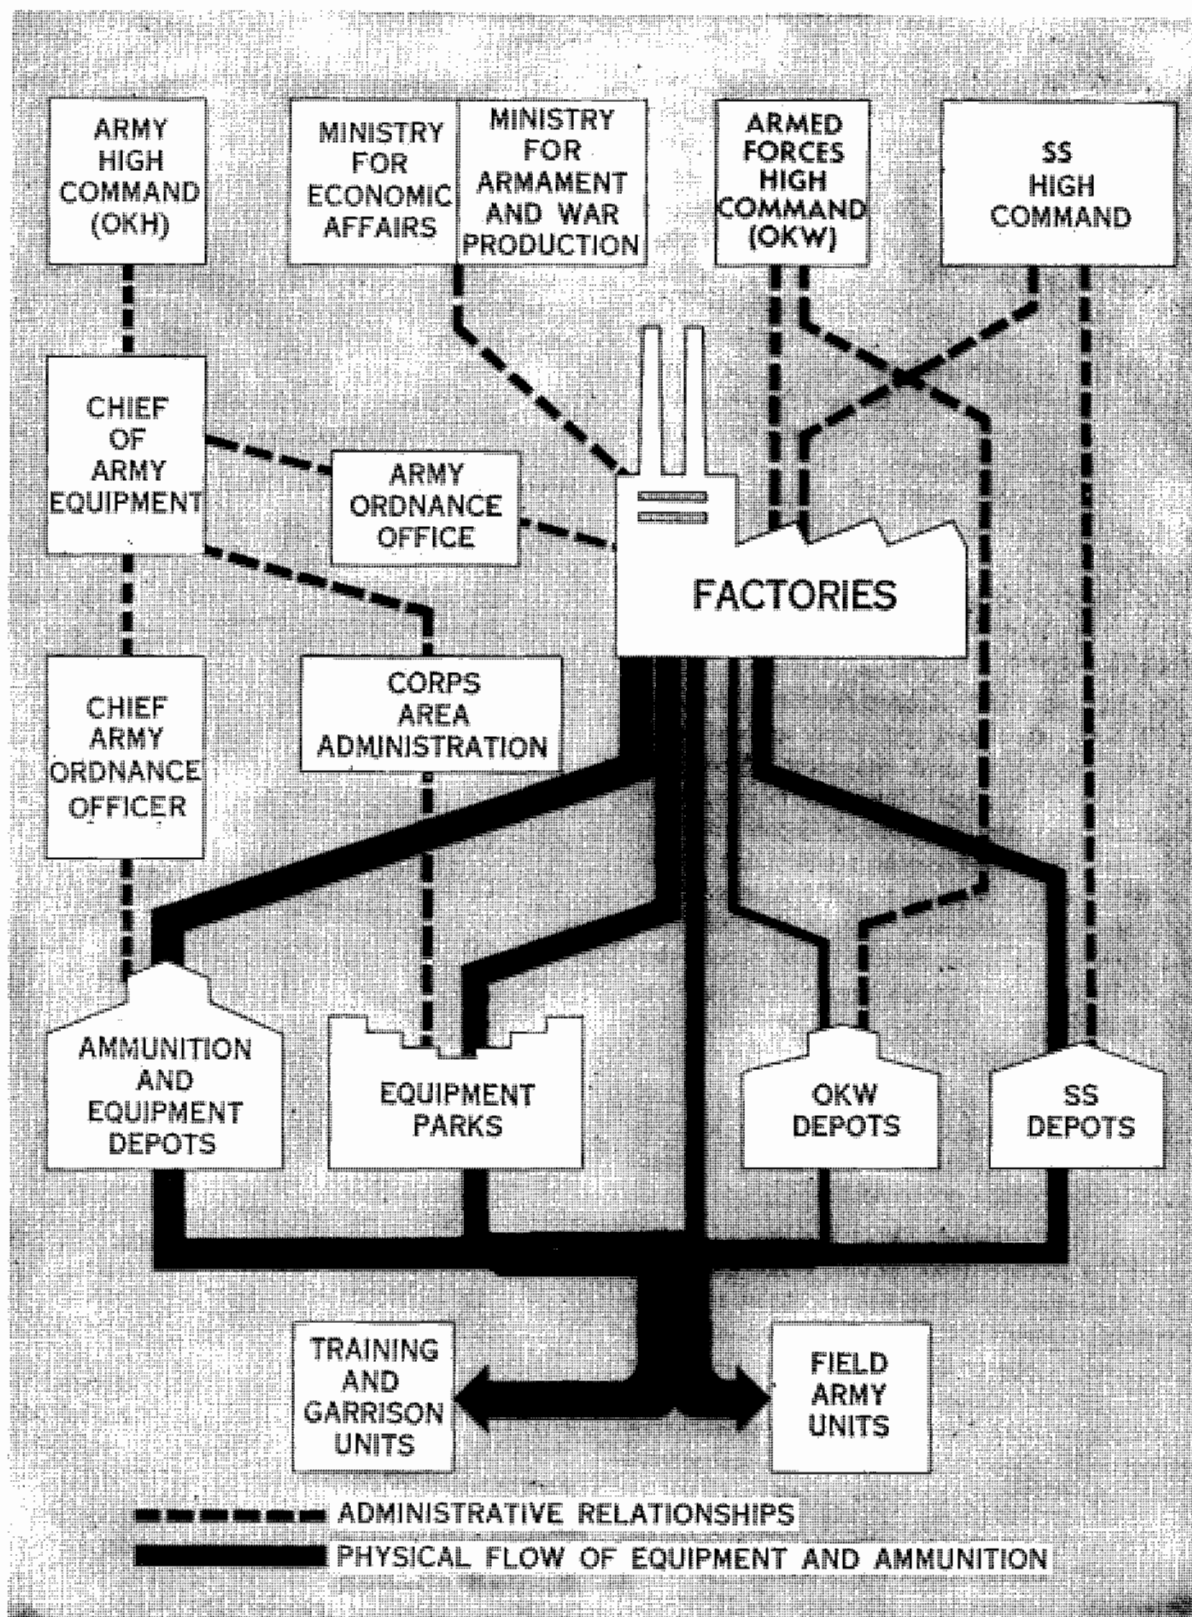 ARMY
HIGH
COMMAND
(OKH)
MINISTRY
FOR
ECONOMIC
AFFAIRS
MINISTRY
FOR
ARMAMENT
AND WAR
PRODUCTION
ARMED
FORCES
HIGH
COMMAND
(OKW)
SS
HIGH
COMMAND
CHIEF
OF
ARMY
EQUIPMENT
ARMY
ORDNANCE
OFFICE
FACTORIES
CHIEF
ARMY
ORDNANCE
OFFICER
CORPS
AREA
ADMINISTRATION
AMMUNITION
AND
EQUIPMENT
DEPOTS
EQUIPMENT
PARKS
OKW
DEPOTS
SS
DEPOTS
TRAINING
AND
GARRISON
UNITS
FIELD
ARMY
UNITS
ADMINISTRATIVE RELATIONSHIPS
PHYSICAL FLOW OF EQUIPMENT AND AMMUNITION